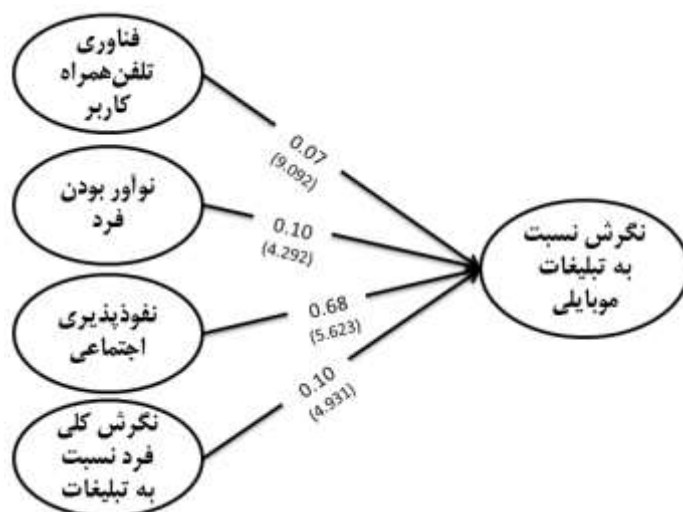 فناوری
تلفن‌همراه
کاربر
0.07
(9.092)
نوآور بودن
فرد
0.10
(4.292)
نگرش نسبت
به تبلیغات
موبایلی
نفوذپذیری
اجتماعی
0.68
(5.623)
نگرش کلی
فرد نسبت
به تبلیغات
0.10
(4.931)